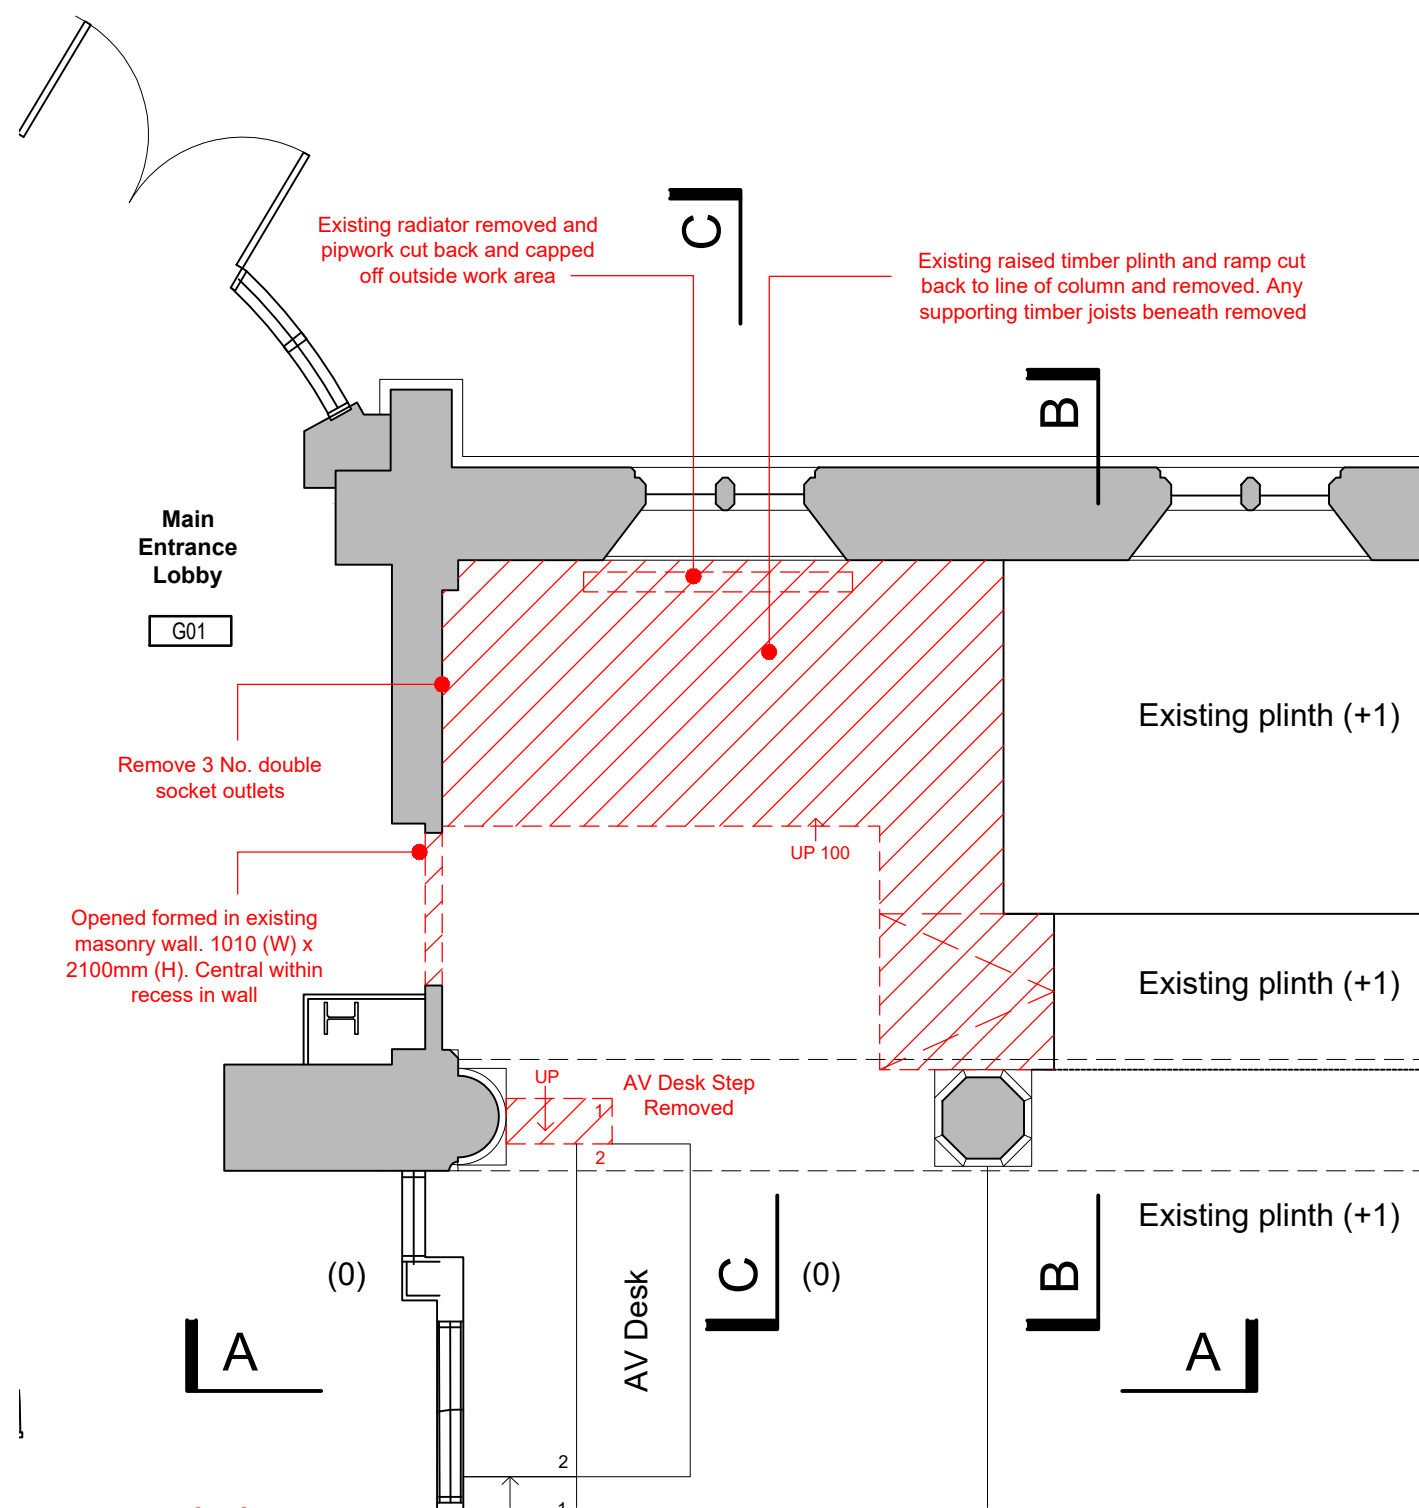 C
Existing radiator removed and
pipwork cut back and capped
off outside work area
Existing raised timber plinth and ramp cut
back to line of column and removed. Any
supporting timber joists beneath removed
B
Main
Entrance
Lobby
G01
Existing plinth (+1)
Remove 3 No. double
socket outlets
UP 100
Opened formed in existing
masonry wall. 1010 (W) x
2100mm (H). Central within
recess in wall
Existing plinth (+1)
UP
AV Desk Step
Removed
1
2
Existing plinth (+1)
(0)
AV Desk
C
(0)
B
A
A
2
1